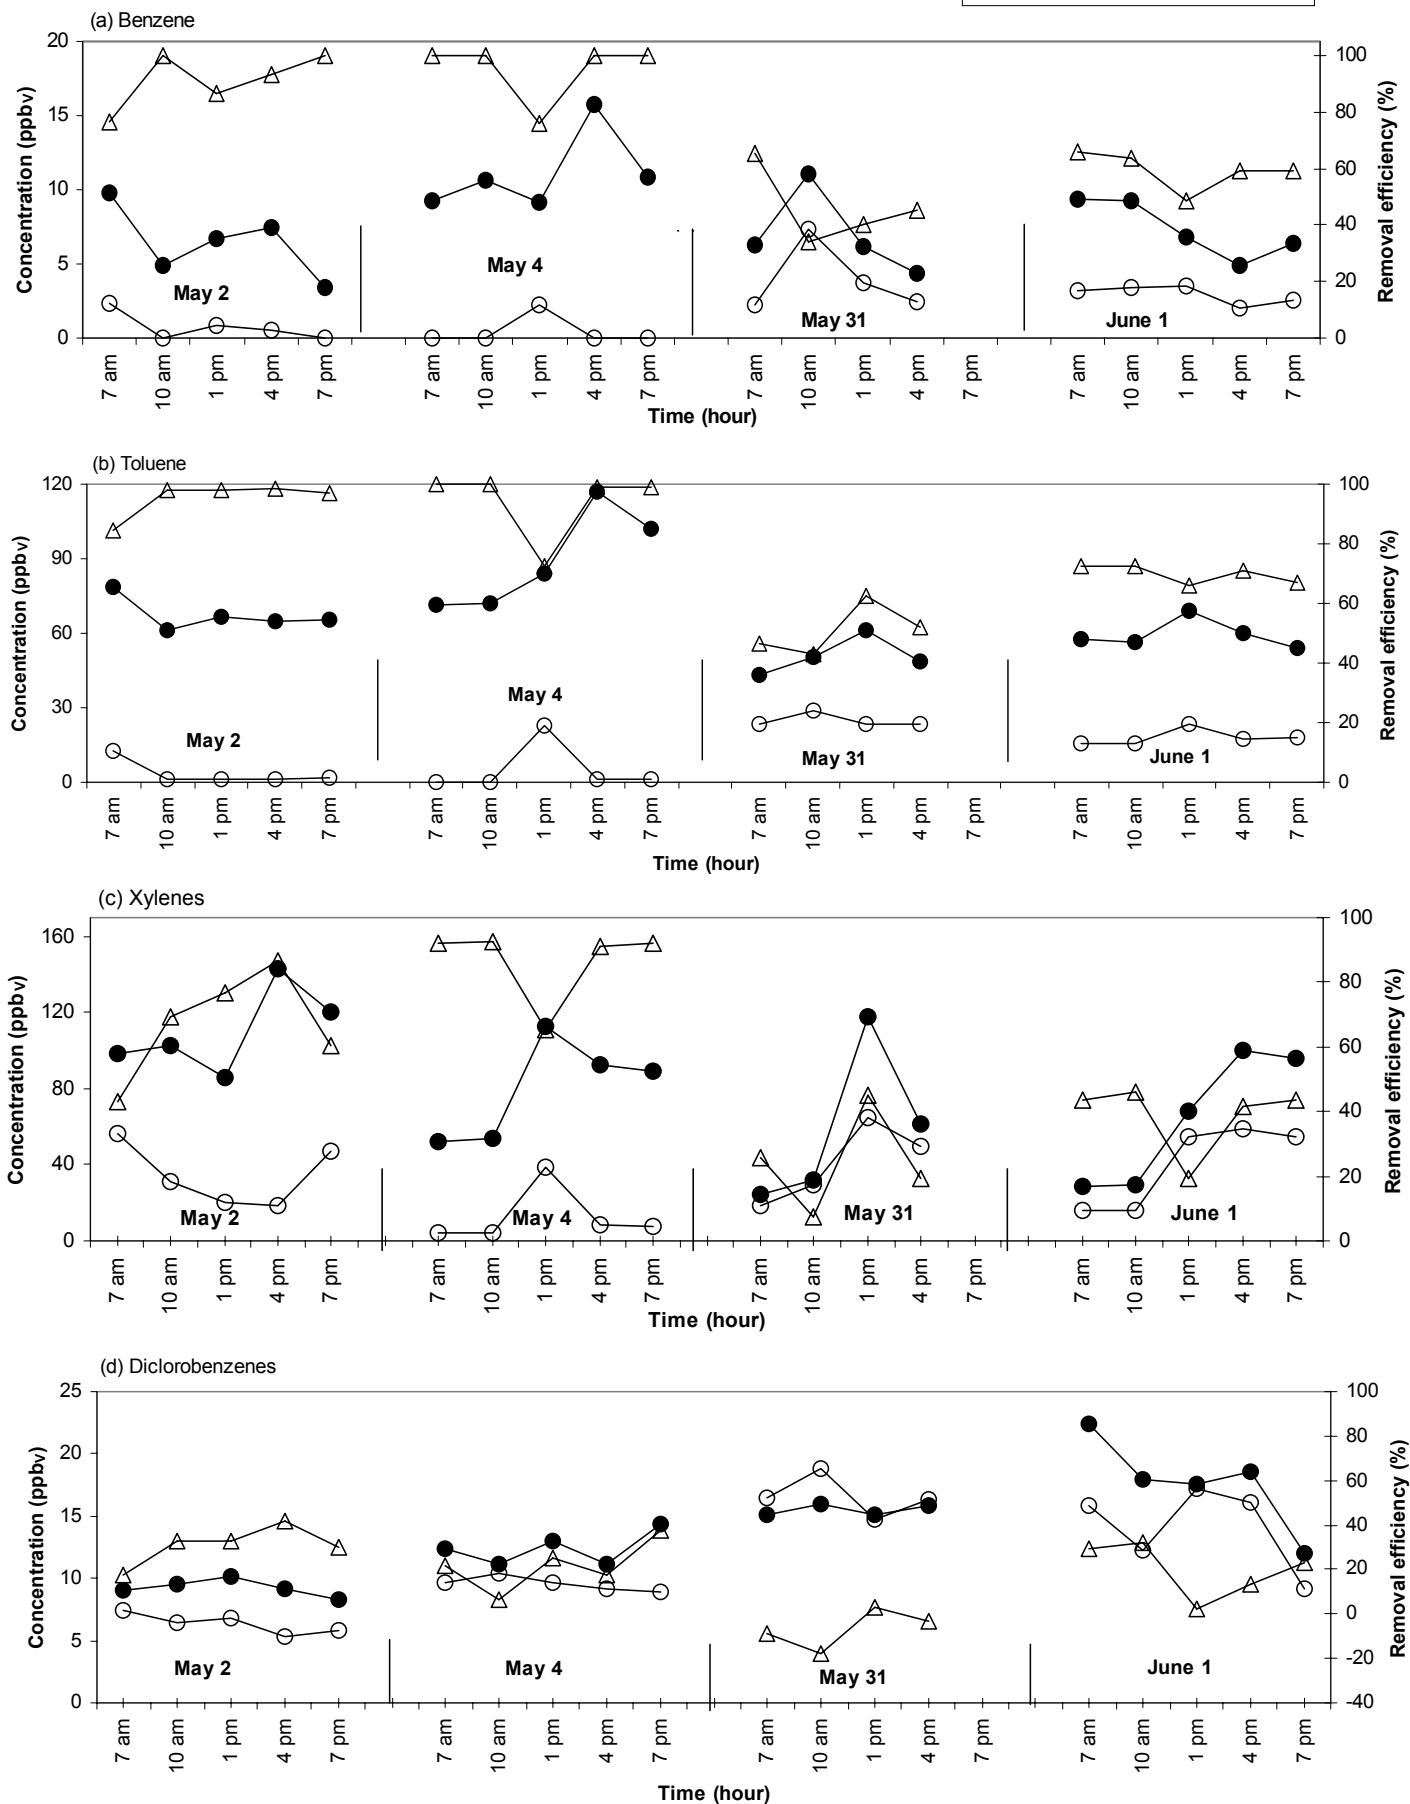 (a) Benzene
20
15
10
5
0
100
80
60
40
20
0
Concentration (ppbv)
Removal efficiency (%)
May 2
May 4
May 31
June 1
7 am 10 am 1 pm 4 pm 7 pm 7 am 10 am 1 pm 4 pm 7 pm 7 am 10 am 1 pm 4 pm 7 pm 7 am 10 am 1 pm 4 pm 7 pm
Time (hour)
(b) Toluene
120
90
60
30
0
100
80
60
40
20
0
Concentration (ppbv)
Removal efficiency (%)
May 2
May 4
May 31
June 1
7 am 10 am 1 pm 4 pm 7 pm 7 am 10 am 1 pm 4 pm 7 pm 7 am 10 am 1 pm 4 pm 7 pm 7 am 10 am 1 pm 4 pm 7 pm
Time (hour)
(c) Xylenes
160
120
80
40
0
100
80
60
40
20
0
Concentration (ppbv)
Removal efficiency (%)
May 2
May 4
May 31
June 1
7 am 10 am 1 pm 4 pm 7 pm 7 am 10 am 1 pm 4 pm 7 pm 7 am 10 am 1 pm 4 pm 7 pm 7 am 10 am 1 pm 4 pm 7 pm
Time (hour)
(d) Diclorobenzenes
25
20
15
10
5
0
100
80
60
40
20
0
-20
-40
Concentration (ppbv)
Removal efficiency (%)
May 2
May 4
May 31
June 1
7 am 10 am 1 pm 4 pm 7 pm 7 am 10 am 1 pm 4 pm 7 pm 7 am 10 am 1 pm 4 pm 7 pm 7 am 10 am 1 pm 4 pm 7 pm
Time (hour)